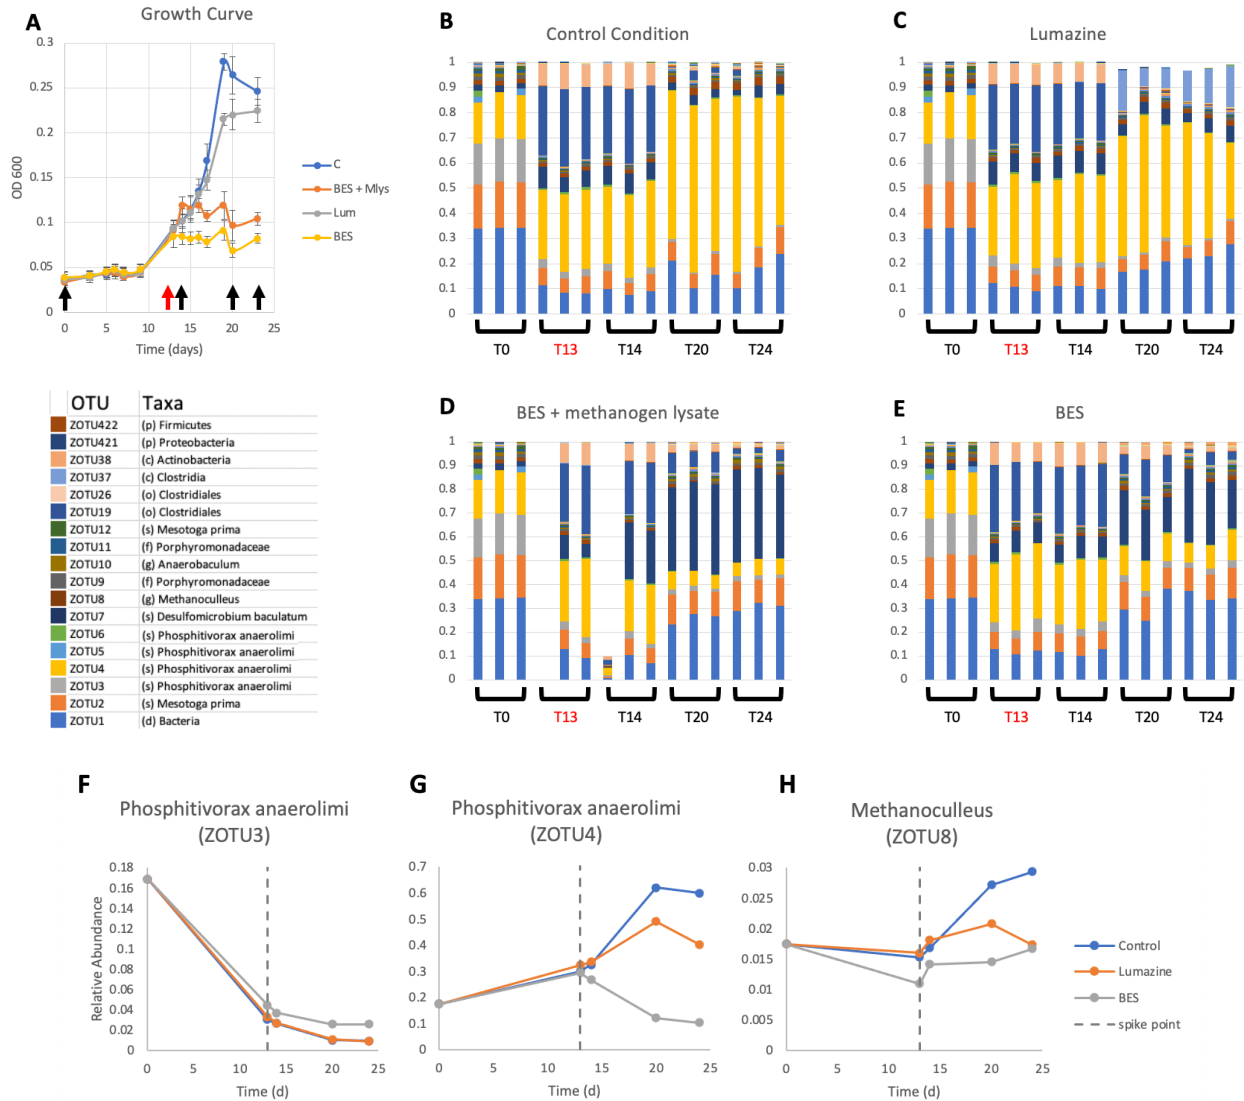 A
Growth Curve
OD 600
0.3
0.25
0.2
0.15
0.1
0.05
0
0 5 10 15 20 25
Time (days)
C
BES + Mlys
Lum
BES
B
Control Condition
1
0.9
0.8
0.7
0.6
0.5
0.4
0.3
0.2
0.1
0
T0 T13 T14 T20 T24
C
Lumazine
1
0.9
0.8
0.7
0.6
0.5
0.4
0.3
0.2
0.1
0
T0 T13 T14 T20 T24
OTU Taxa
ZOTU422 (p) Firmicutes
ZOTU421 (p) Proteobacteria
ZOTU38 (c) Actinobacteria
ZOTU37 (c) Clostridia
ZOTU26 (o) Clostridiales
ZOTU19 (o) Clostridiales
ZOTU12 (s) Mesotoga prima
ZOTU11 (f) Porphyromonadaceae
ZOTU10 (g) Anaerobaculum
ZOTU9 (f) Porphyromonadaceae
ZOTU8 (g) Methanoculleus
ZOTU7 (s) Desulfomicrobium baculatum
ZOTU6 (s) Phosphitivorax anaerolimi
ZOTU5 (s) Phosphitivorax anaerolimi
ZOTU4 (s) Phosphitivorax anaerolimi
ZOTU3 (s) Phosphitivorax anaerolimi
ZOTU2 (s) Mesotoga prima
ZOTU1 (d) Bacteria
D
BES + methanogen lysate
1
0.9
0.8
0.7
0.6
0.5
0.4
0.3
0.2
0.1
0
T0 T13 T14 T20 T24
E
BES
1
0.9
0.8
0.7
0.6
0.5
0.4
0.3
0.2
0.1
0
T0 T13 T14 T20 T24
F
Phosphitivorax anaerolimi
(ZOTU3)
Relative Abundance
0.18
0.16
0.14
0.12
0.1
0.08
0.06
0.04
0.02
0
0 5 10 15 20 25
Time (d)
G
Phosphitivorax anaerolimi
(ZOTU4)
0.7
0.6
0.5
0.4
0.3
0.2
0.1
0
0 5 10 15 20 25
Time (d)
H
Methanoculleus
(ZOTU8)
0.03
0.025
0.02
0.015
0.01
0.005
0
0 5 10 15 20 25
Time (d)
Control
Lumazine
BES
spike point